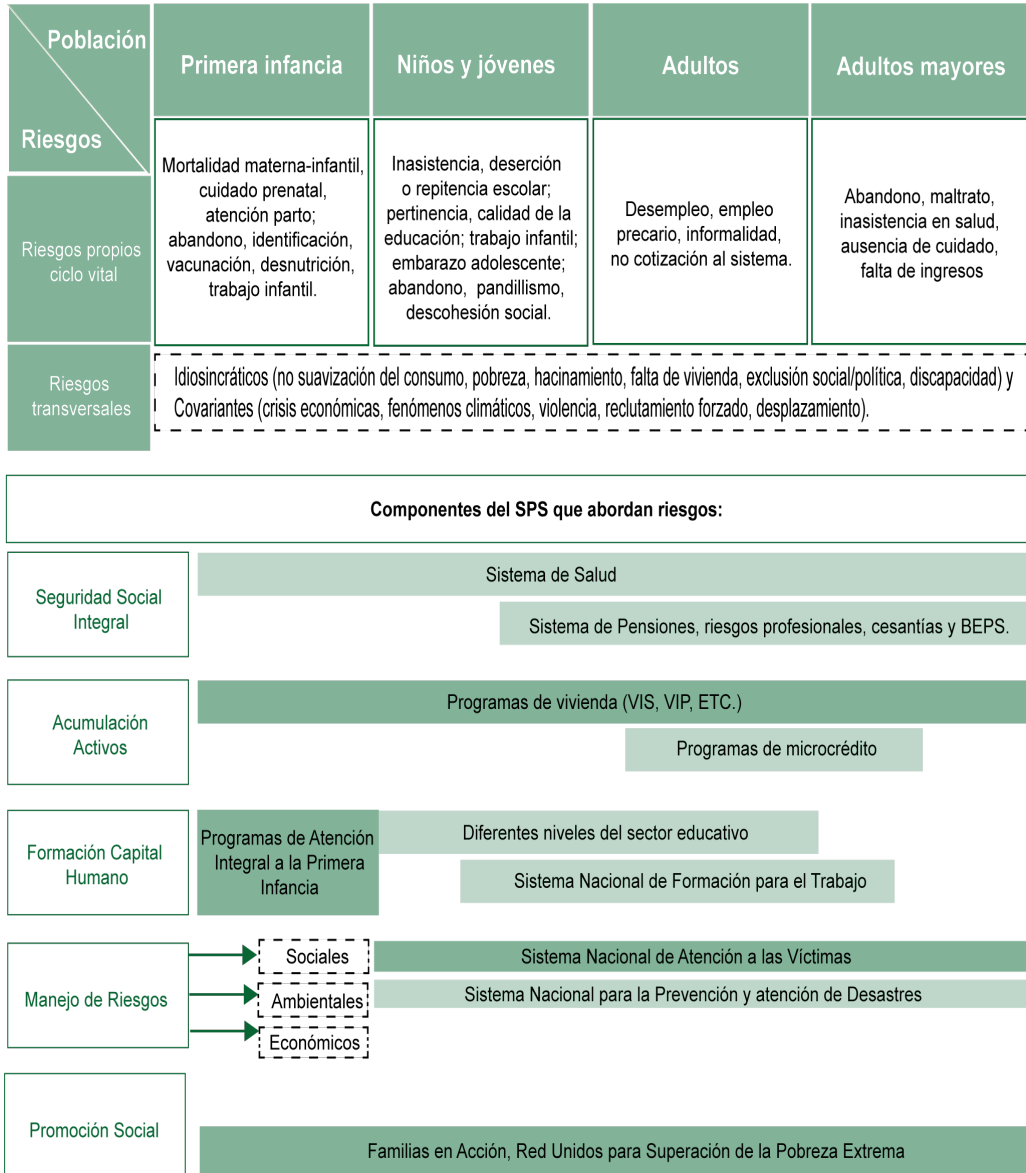 Población
Riesgos
Primera infancia
Niños y jóvenes
Adultos
Adultos mayores
Riesgos propios
ciclo vital
Mortalidad materna-infantil,
cuidado prenatal,
atención parto;
abandono, identificación,
vacunación, desnutrición,
trabajo infantil.
Inasistencia, deserción
o repitencia escolar;
pertinencia, calidad de la
educación; trabajo infantil;
embarazo adolescente;
abandono, pandillismo,
descohesión social.
Desempleo, empleo
precario, informalidad,
no cotización al sistema.
Abandono, maltrato,
inasistencia en salud,
ausencia de cuidado,
falta de ingresos
Riesgos
transversales
Idiosincráticos (no suavización del consumo, pobreza, hacinamiento, falta de vivienda, exclusión social/política, discapacidad) y
Covariantes (crisis económicas, fenómenos climáticos, violencia, reclutamiento forzado, desplazamiento).
Componentes del SPS que abordan riesgos:
Seguridad Social
Integral
Sistema de Salud
Sistema de Pensiones, riesgos profesionales, cesantías y BEPS.
Acumulación
Activos
Programas de vivienda (VIS, VIP, ETC.)
Programas de microcrédito
Formación Capital
Humano
Programas de Atención
Integral a la Primera
Infancia
Diferentes niveles del sector educativo
Sistema Nacional de Formación para el Trabajo
Manejo de Riesgos
Sociales
Ambientales
Económicos
Sistema Nacional de Atención a las Víctimas
Sistema Nacional para la Prevención y atención de Desastres
Promoción Social
Familias en Acción, Red Unidos para Superación de la Pobreza Extrema